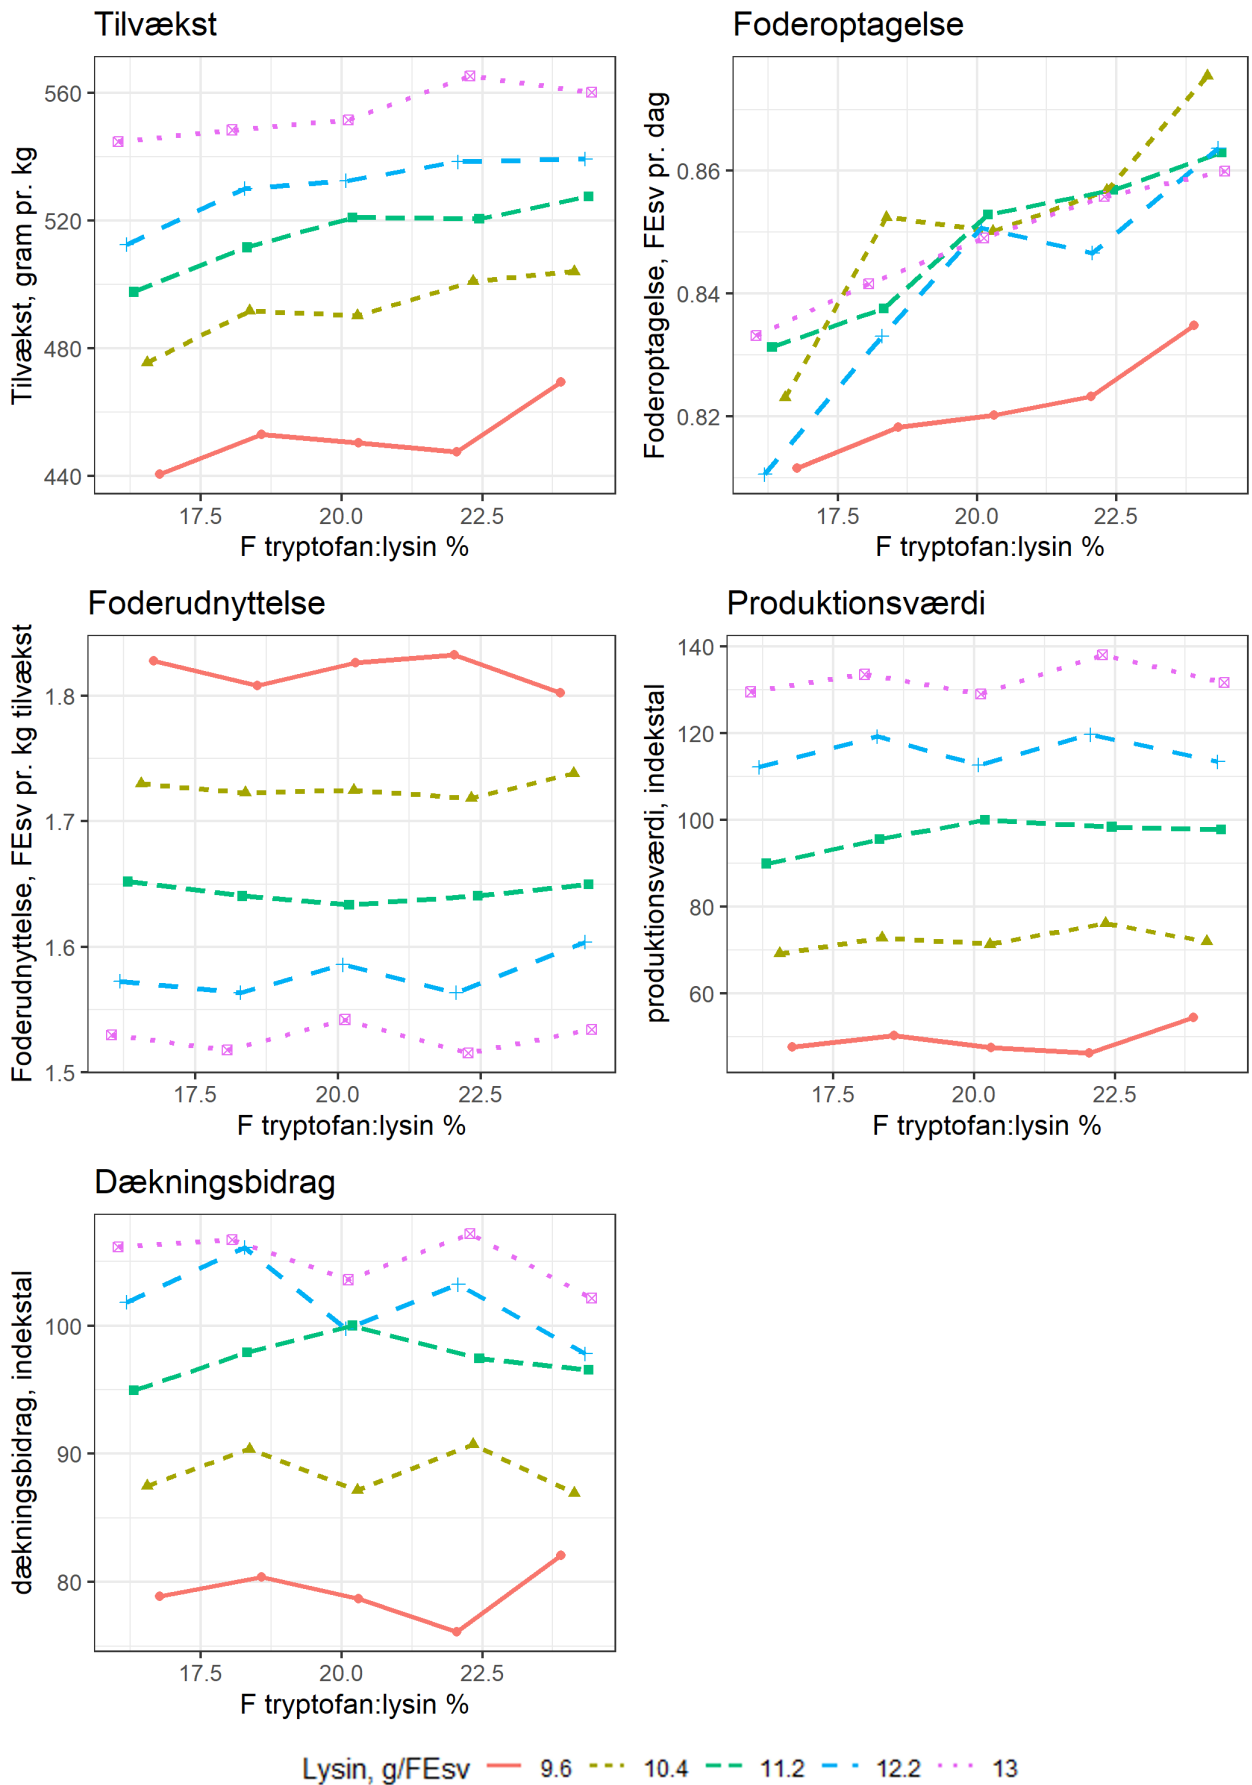 Tilvækst
Tilvækst, gram pr. kg
560
520
480
440
17.5 20.0 22.5
F tryptofan:lysin %
Foderoptagelse
Foderoptagelse, FEsv pr. dag
0.86
0.84
0.82
17.5 20.0 22.5
F tryptofan:lysin %
Foderudnyttelse
Foderudnyttelse, FEsv pr. kg tilvækst
1.8
1.7
1.6
1.5
17.5 20.0 22.5
F tryptofan:lysin %
Produktionsværdi
produktionsværdi, indekstal
140
120
100
80
60
17.5 20.0 22.5
F tryptofan:lysin %
Dækningsbidrag
dækningsbidrag, indekstal
100
90
80
17.5 20.0 22.5
F tryptofan:lysin %
Lysin, g/FEsv 9.6 10.4 11.2 12.2 13